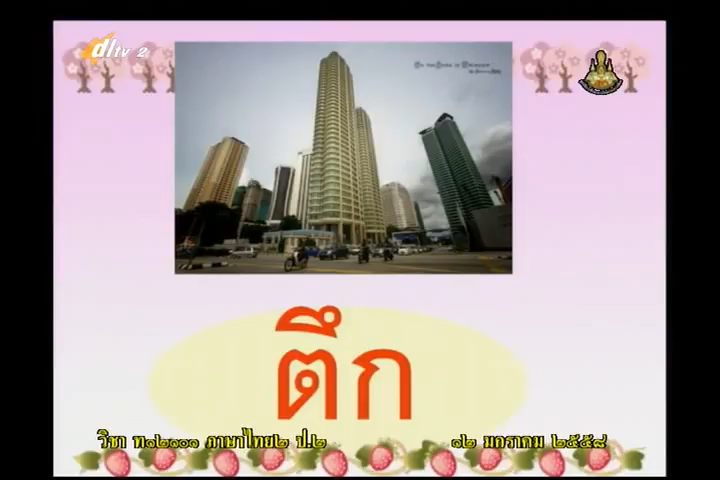 dltv 2
ตึก
วิชา ท๑๒๑๐๑ ภาษาไทย๒ ป.๒
๑๒ มกราคม ๒๕๕๘